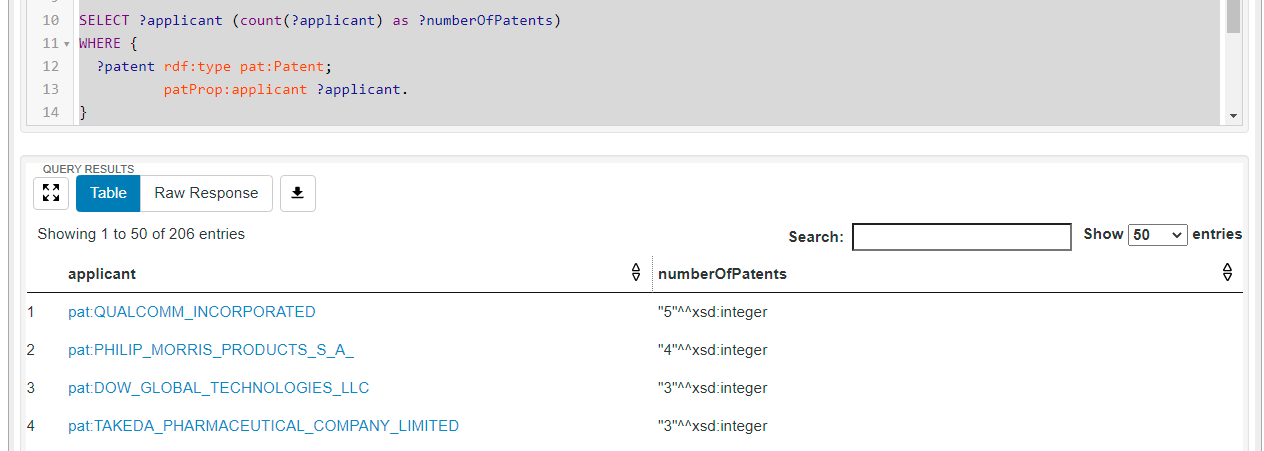 10 SELECT ?applicant (count(?applicant) as ?numberOfPatents)
11 WHERE {
12 ?patent rdf:type pat:Patent;
13 patProp:applicant ?applicant.
14 }
QUERY RESULTS
Table Raw Response
Showing 1 to 50 of 206 entries Search: Show 50 entries
applicant numberOfPatents
1 pat:QUALCOMM_INCORPORATED "5"^^xsd:integer
2 pat:PHILIP_MORRIS_PRODUCTS_S_A_ "4"^^xsd:integer
3 pat:DOW_GLOBAL_TECHNOLOGIES_LLC "3"^^xsd:integer
4 pat:TAKEDA_PHARMACEUTICAL_COMPANY_LIMITED "3"^^xsd:integer